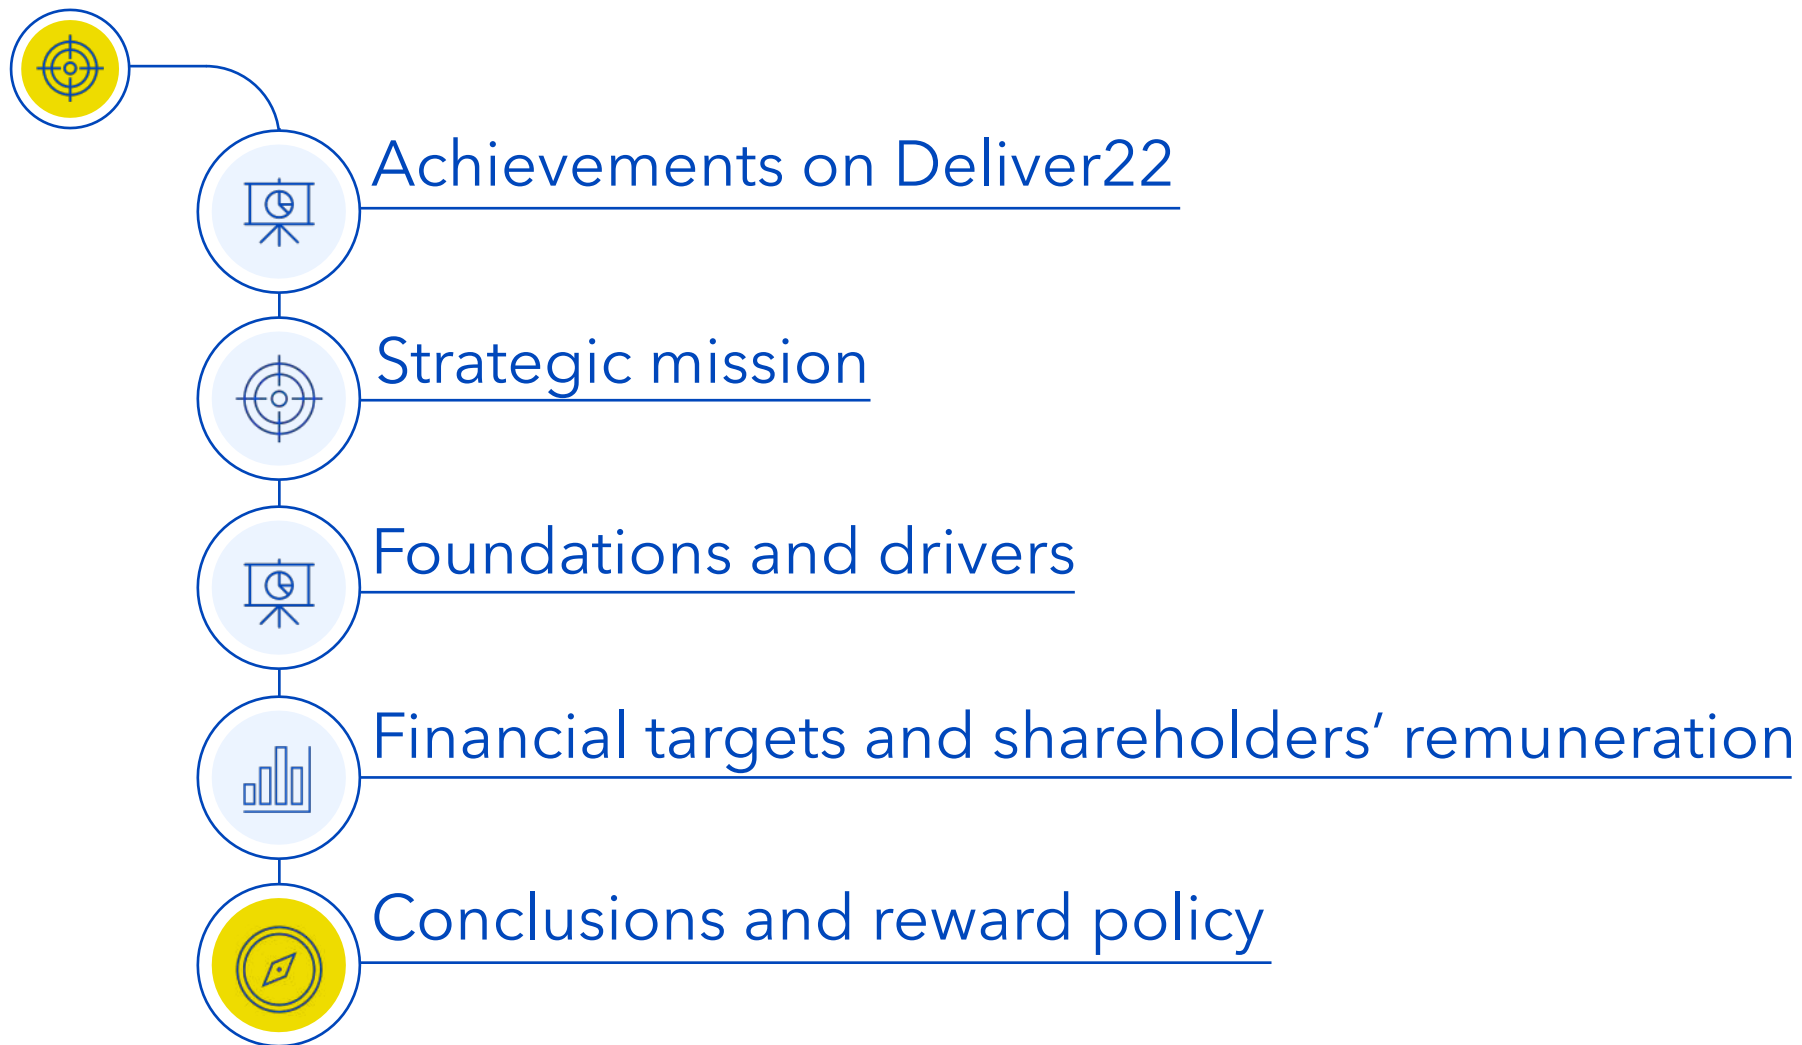 Achievements on Deliver22
Strategic mission
Foundations and drivers
Financial targets and shareholders’ remuneration
Conclusions and reward policy